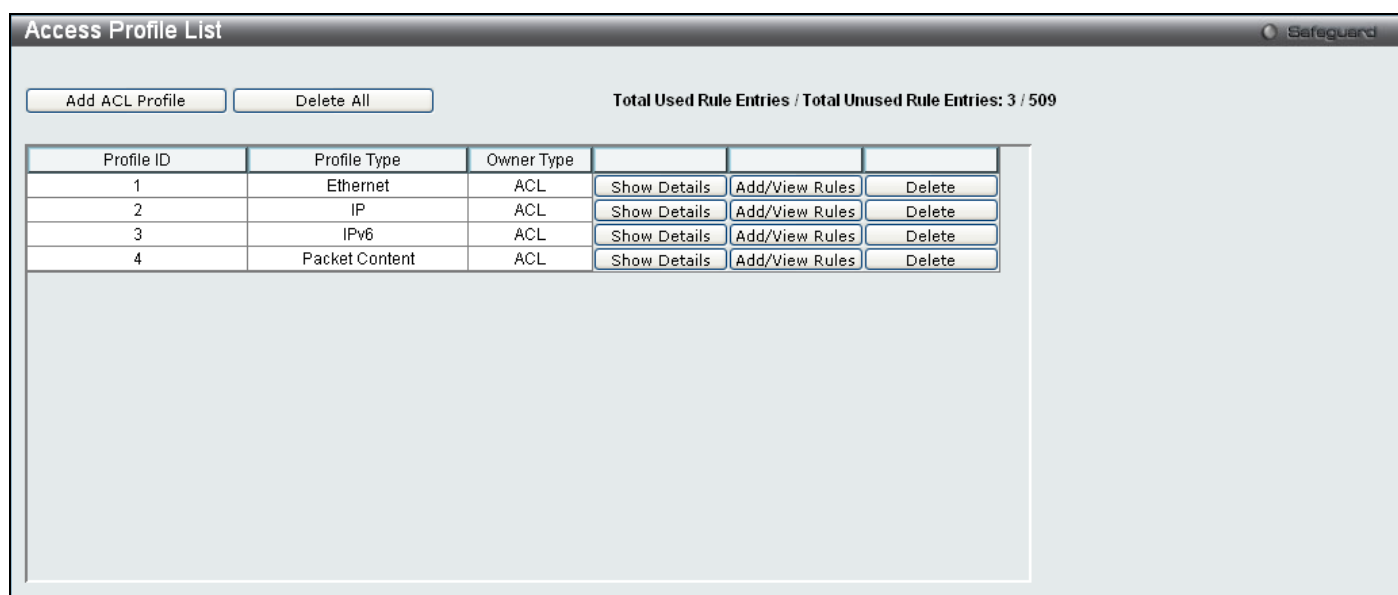 Access Profile List
Safeguard
Add ACL Profile Delete All Total Used Rule Entries / Total Unused Rule Entries: 3 / 509
Profile ID Profile Type Owner Type
1 Ethernet ACL Show Details Add/View Rules Delete
2 IP ACL Show Details Add/View Rules Delete
3 IPv6 ACL Show Details Add/View Rules Delete
4 Packet Content ACL Show Details Add/View Rules Delete